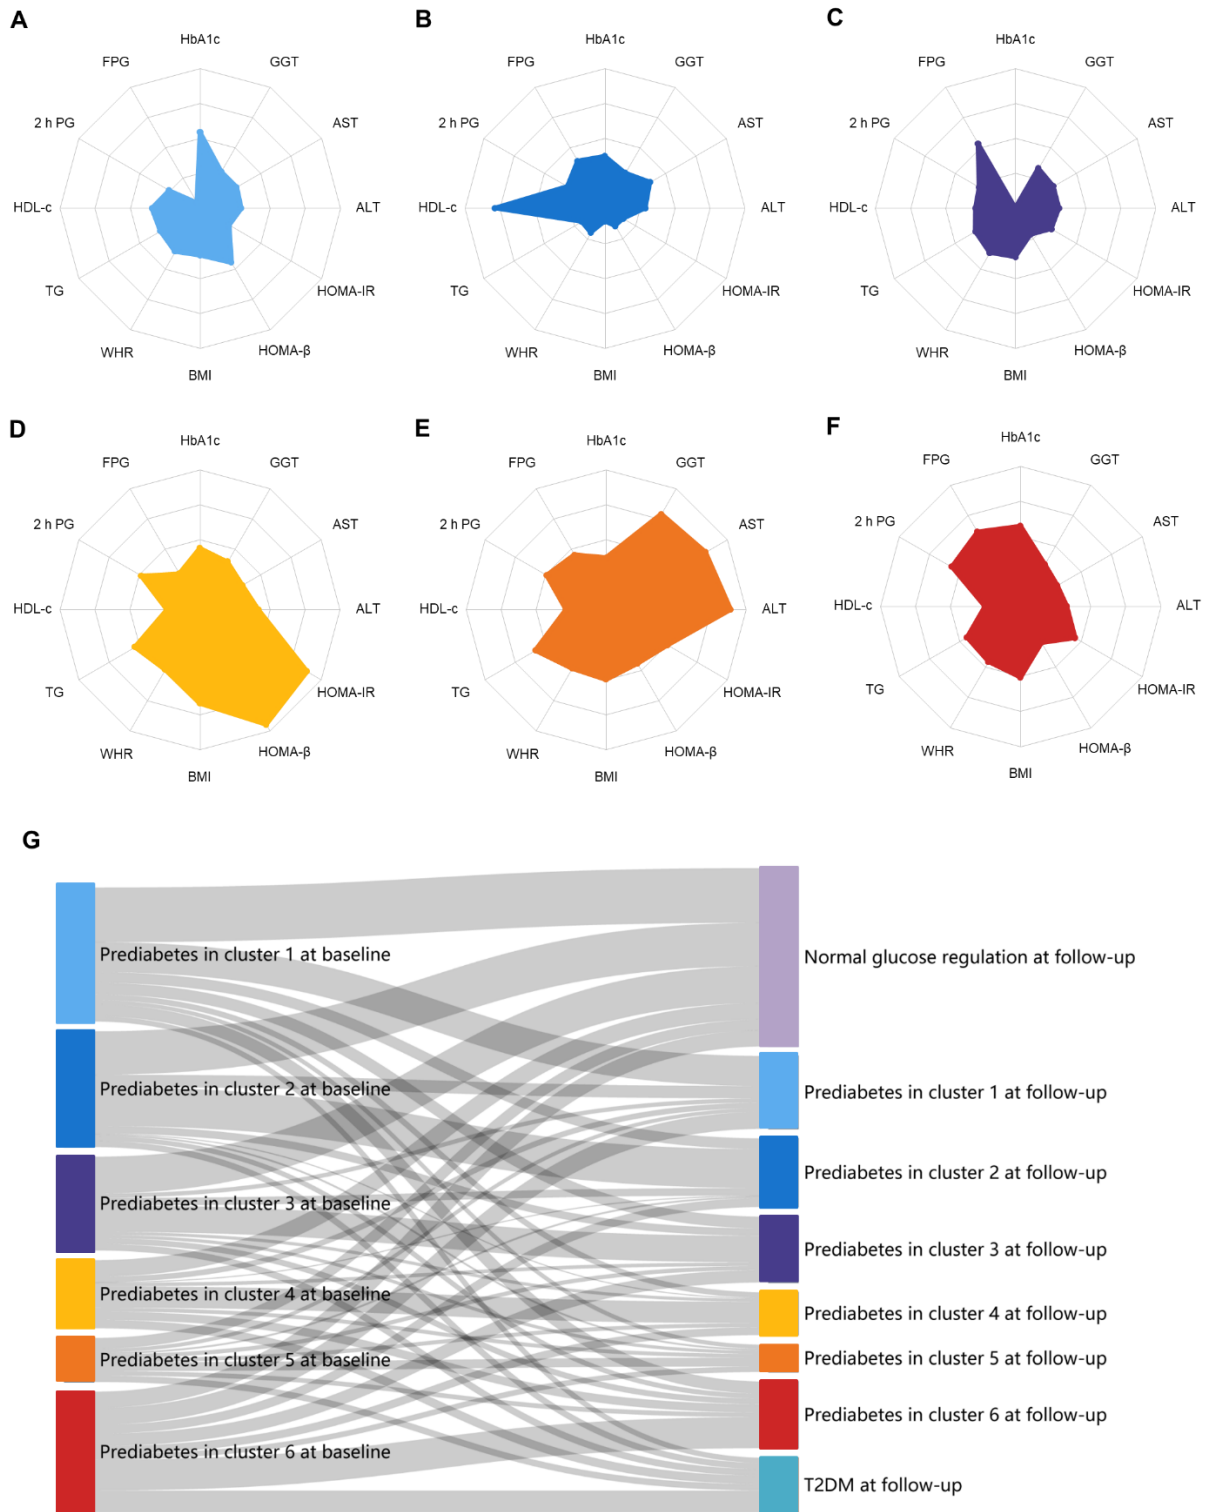 A
B
C
HbA1c
GGT
AST
ALT
HOMA-IR
HOMA-β
BMI
WHR
TG
HDL-c
2 h PG
FPG
HbA1c
GGT
AST
ALT
HOMA-IR
HOMA-β
BMI
WHR
TG
HDL-c
2 h PG
FPG
HbA1c
GGT
AST
ALT
HOMA-IR
HOMA-β
BMI
WHR
TG
HDL-c
2 h PG
FPG
D
E
F
HbA1c
GGT
AST
ALT
HOMA-IR
HOMA-β
BMI
WHR
TG
HDL-c
2 h PG
FPG
HbA1c
GGT
AST
ALT
HOMA-IR
HOMA-β
BMI
WHR
TG
HDL-c
2 h PG
FPG
HbA1c
GGT
AST
ALT
HOMA-IR
HOMA-β
BMI
WHR
TG
HDL-c
2 h PG
FPG
G
Prediabetes in cluster 1 at baseline
Prediabetes in cluster 2 at baseline
Prediabetes in cluster 3 at baseline
Prediabetes in cluster 4 at baseline
Prediabetes in cluster 5 at baseline
Prediabetes in cluster 6 at baseline
Normal glucose regulation at follow-up
Prediabetes in cluster 1 at follow-up
Prediabetes in cluster 2 at follow-up
Prediabetes in cluster 3 at follow-up
Prediabetes in cluster 4 at follow-up
Prediabetes in cluster 5 at follow-up
Prediabetes in cluster 6 at follow-up
T2DM at follow-up